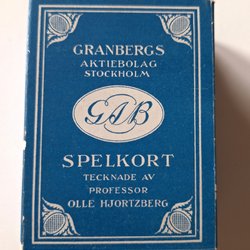 GRANBERGS
AKTIEBOLAG
STOCKHOLM
GAB
SPELKORT
TECKNADE AV
PROFESSOR
OLLE HJORTZBERG